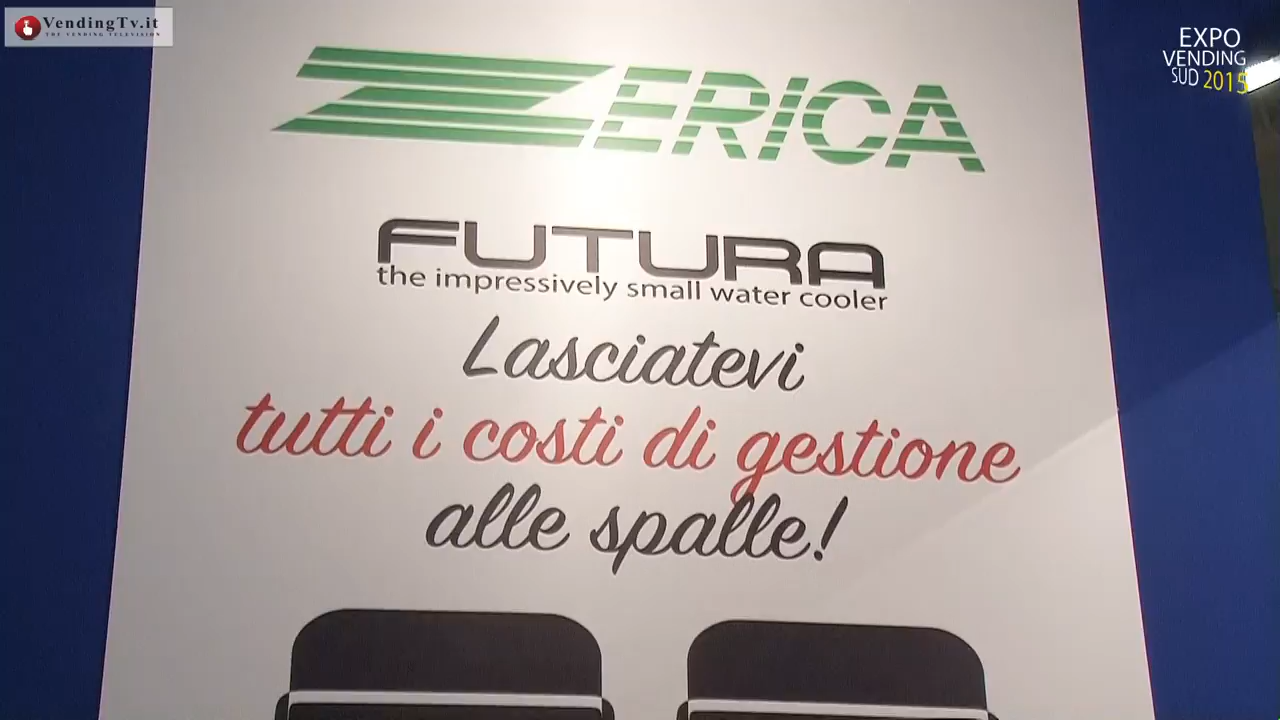 VendingTv.it
THE VENDING TELEVISION
EXPO
VENDING
SUD 2015
ZERICA
FUTURA
the impressively small water cooler
Lasciatevi
tutti i costi di gestione
alle spalle!